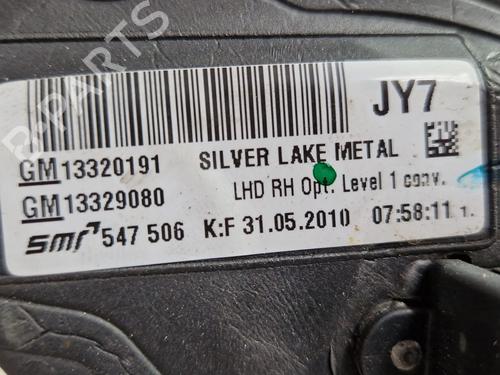 JY7
GM13320191 SILVER LAKE METAL
GM13329080 LHD RH Opt. Level 1 conv.
smr 547 506 K:F 31.05.2010 07:58:11 1.
B-PARTS